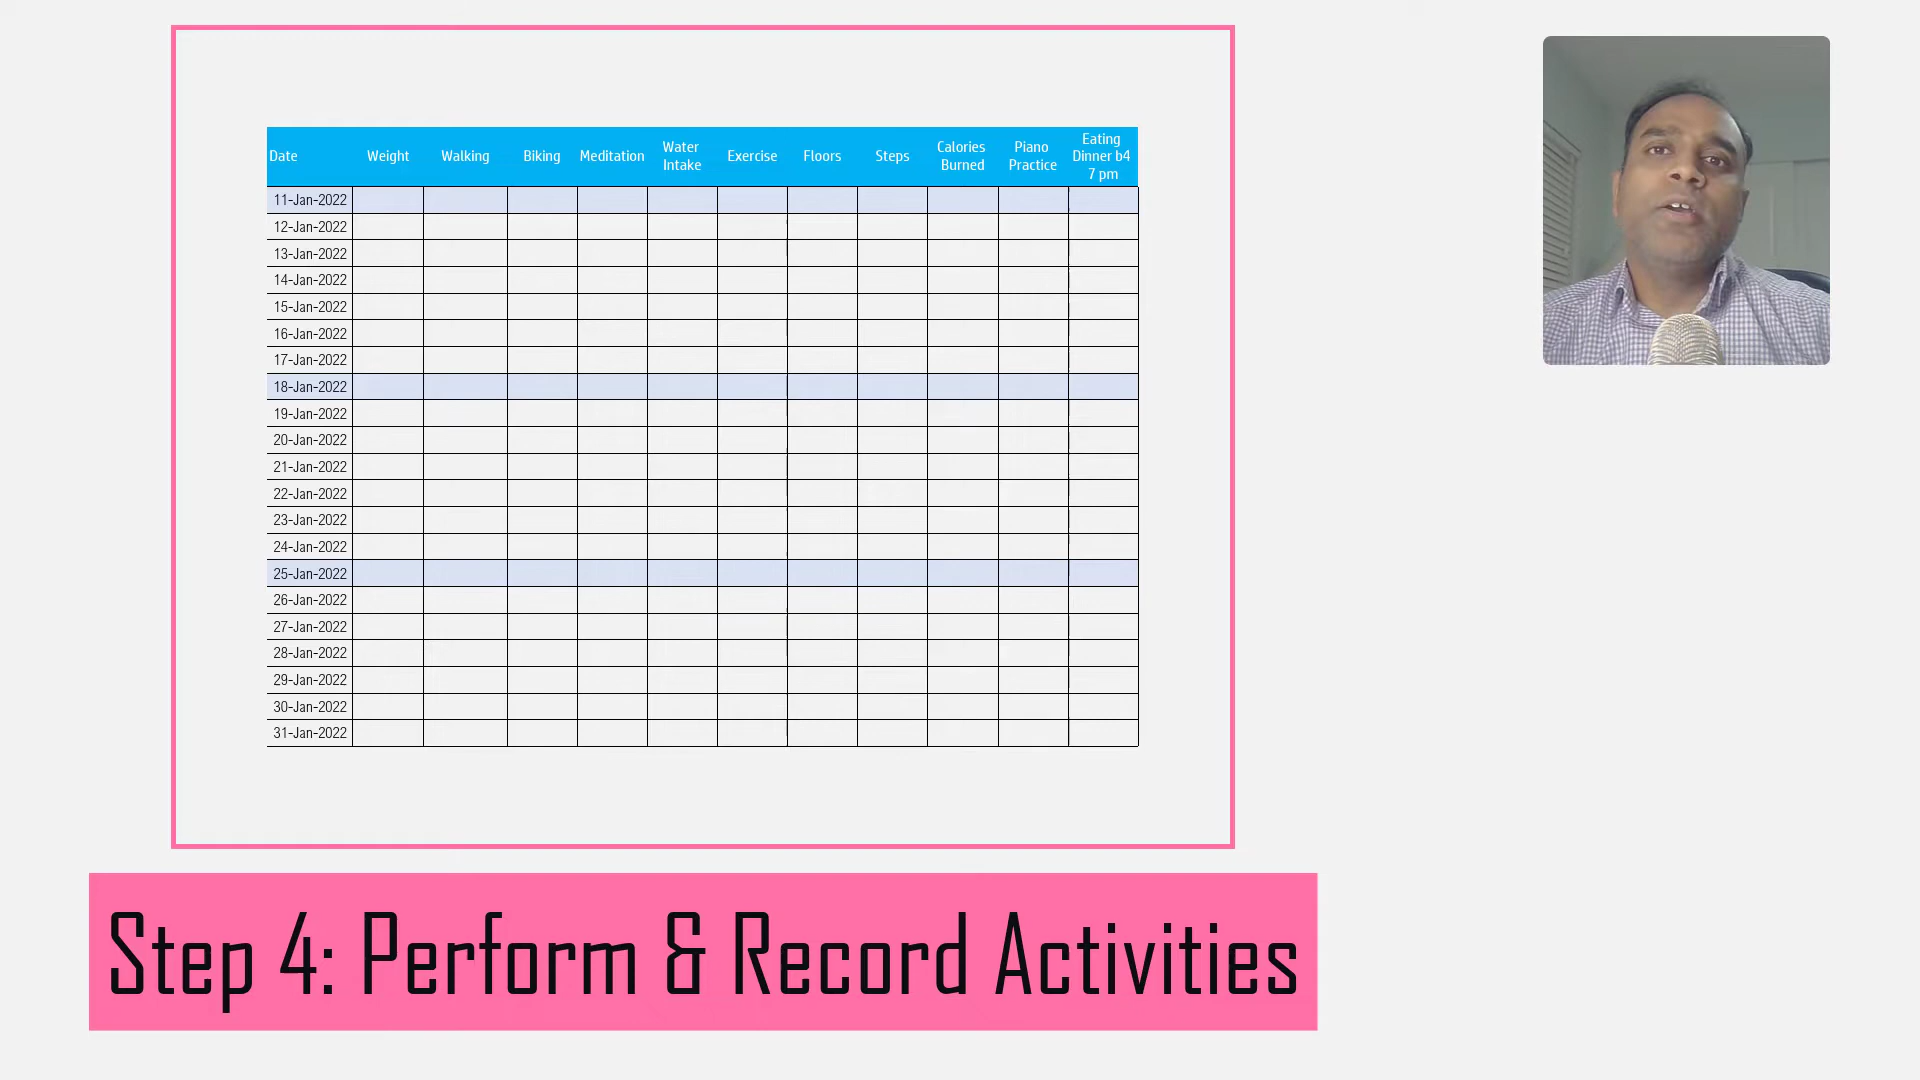 Date Weight Walking Biking Meditation Water Intake Exercise Floors Steps Calories Burned Piano Practice Eating Dinner b4 7 pm
11-Jan-2022
12-Jan-2022
13-Jan-2022
14-Jan-2022
15-Jan-2022
16-Jan-2022
17-Jan-2022
18-Jan-2022
19-Jan-2022
20-Jan-2022
21-Jan-2022
22-Jan-2022
23-Jan-2022
24-Jan-2022
25-Jan-2022
26-Jan-2022
27-Jan-2022
28-Jan-2022
29-Jan-2022
30-Jan-2022
31-Jan-2022
Step 4: Perform & Record Activities